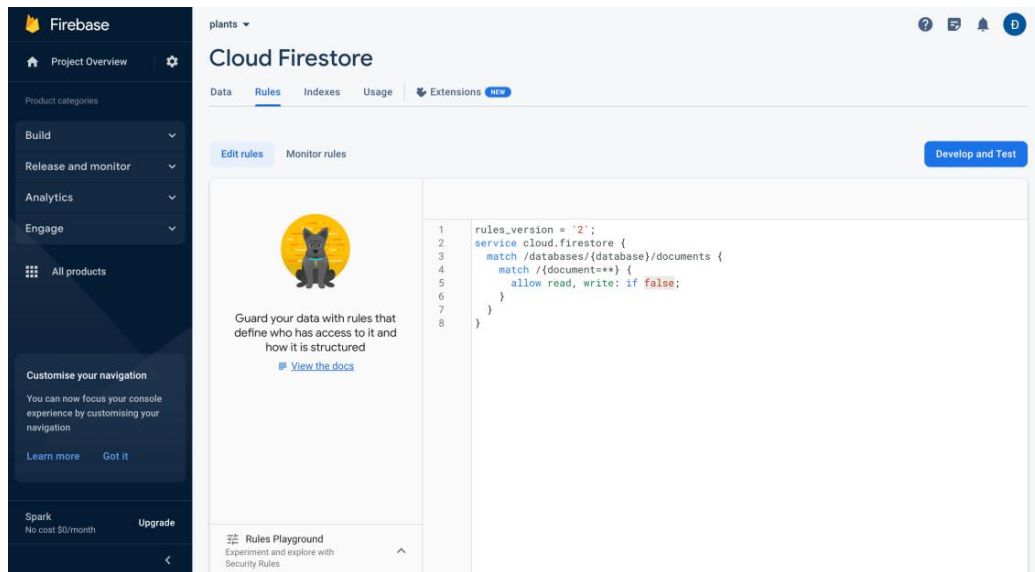 Firebase
Project Overview
Product categories
Build
Release and monitor
Analytics
Engage
All products
Customise your navigation
You can now focus your console
experience by customising your
navigation
Learn more Got it
Spark
No cost $0/month
Upgrade
plants
Đ
Cloud Firestore
Data Rules Indexes Usage Extensions NEW
Edit rules Monitor rules
Develop and Test
Guard your data with rules that
define who has access to it and
how it is structured
View the docs
Rules Playground
Experiment and explore with
Security Rules
1 rules_version = '2';
2 service cloud.firestore {
3 match /databases/{database}/documents {
4 match /{document=**} {
5 allow read, write: if false;
6 }
7 }
8 }